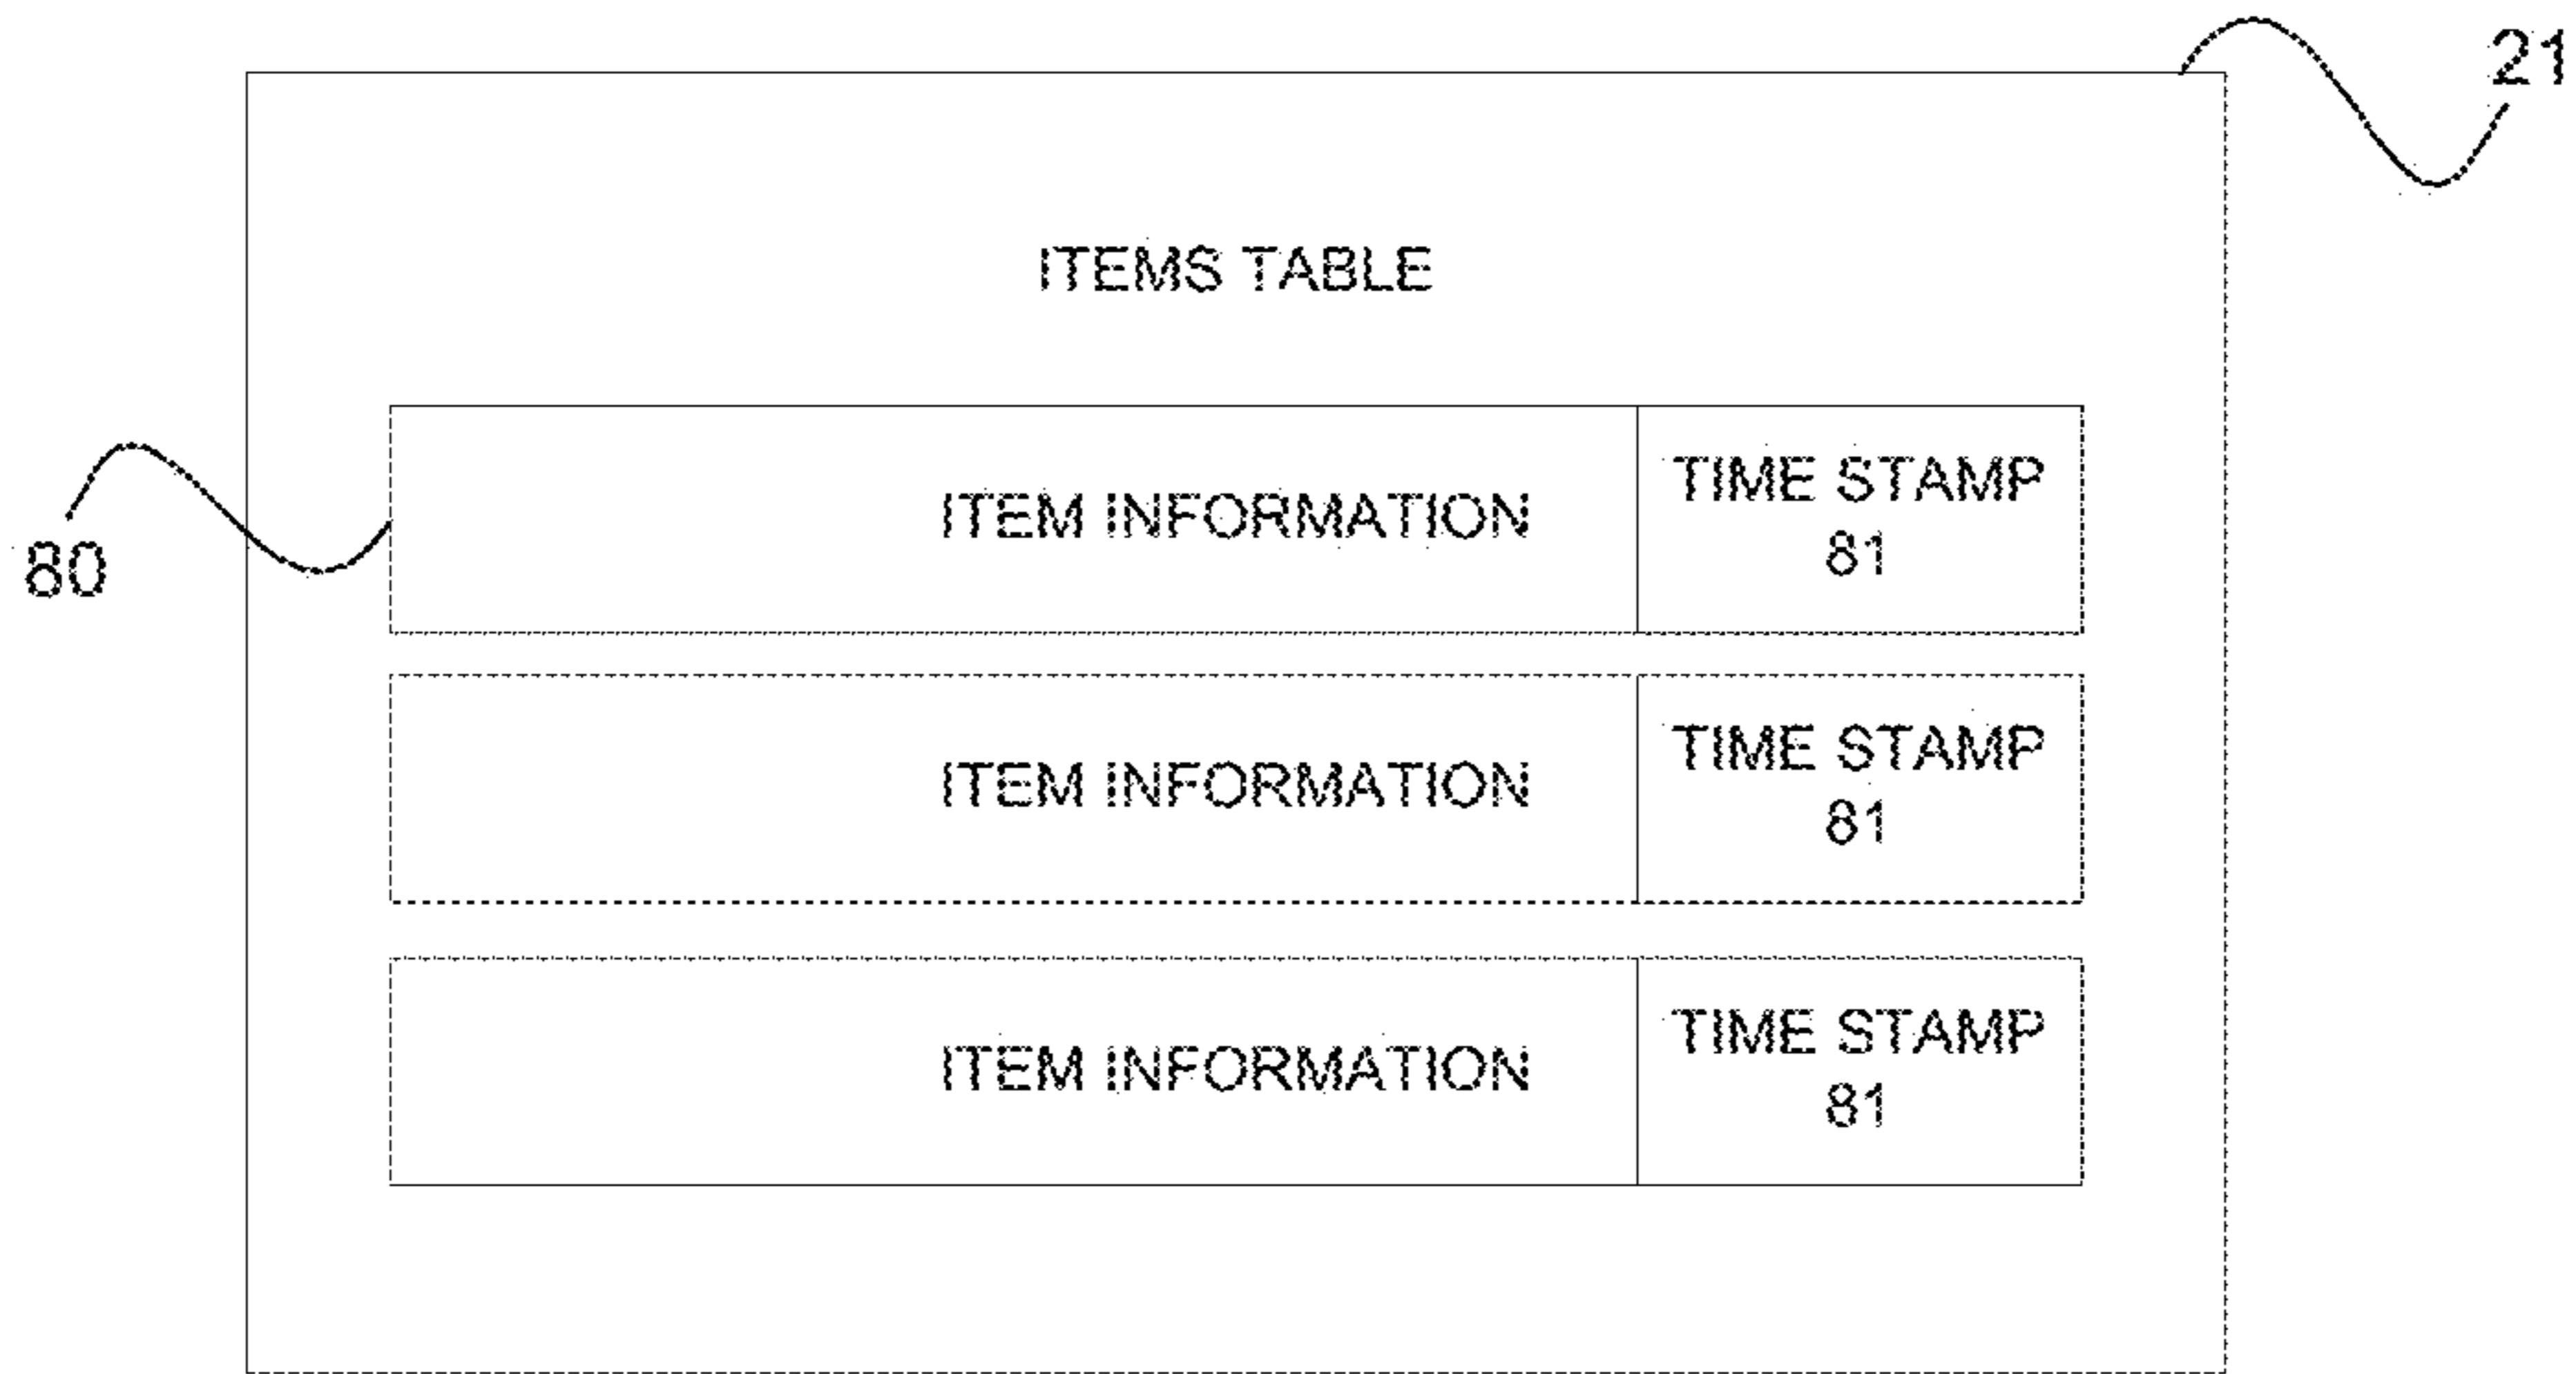 21
ITEMS TABLE
80
ITEM INFORMATION
TIME STAMP
81
ITEM INFORMATION
TIME STAMP
81
ITEM INFORMATION
TIME STAMP
81